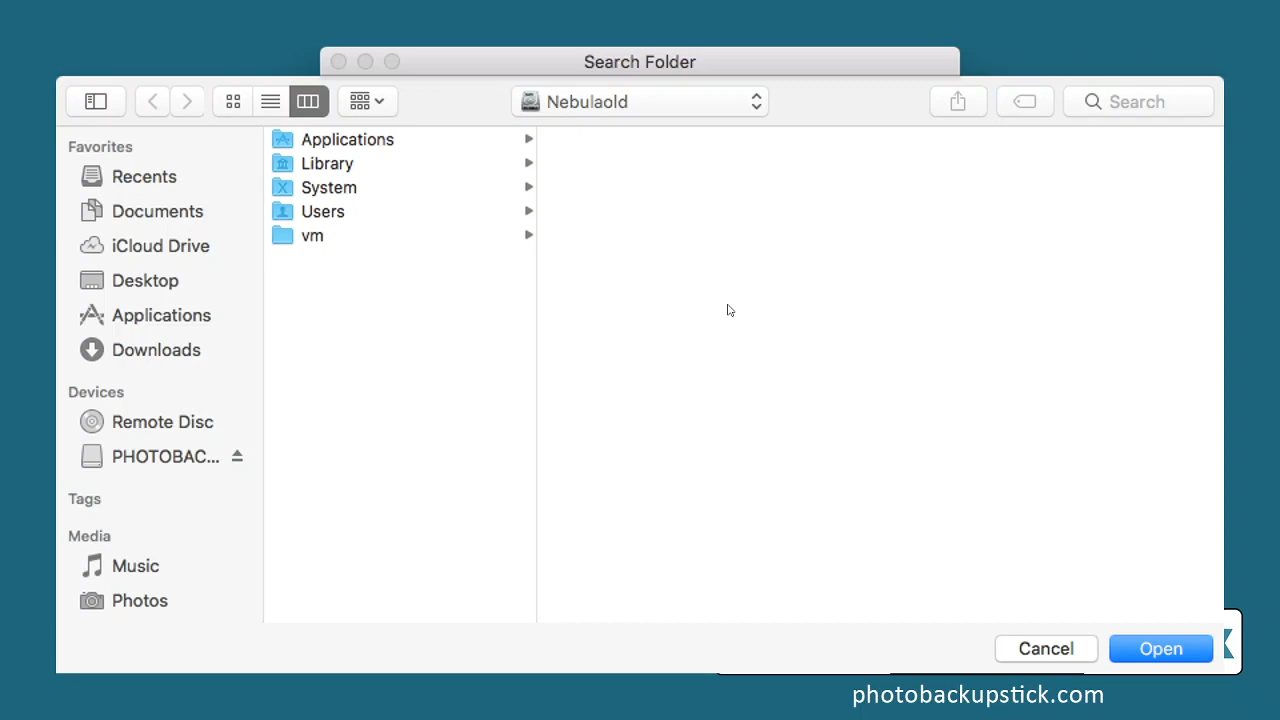 Search Folder
Nebulaold
Search
Favorites
Recents
Documents
iCloud Drive
Desktop
Applications
Downloads
Devices
Remote Disc
PHOTOBAC...
Tags
Media
Music
Photos
Applications
Library
System
Users
vm
Cancel
Open
photobackupstick.com